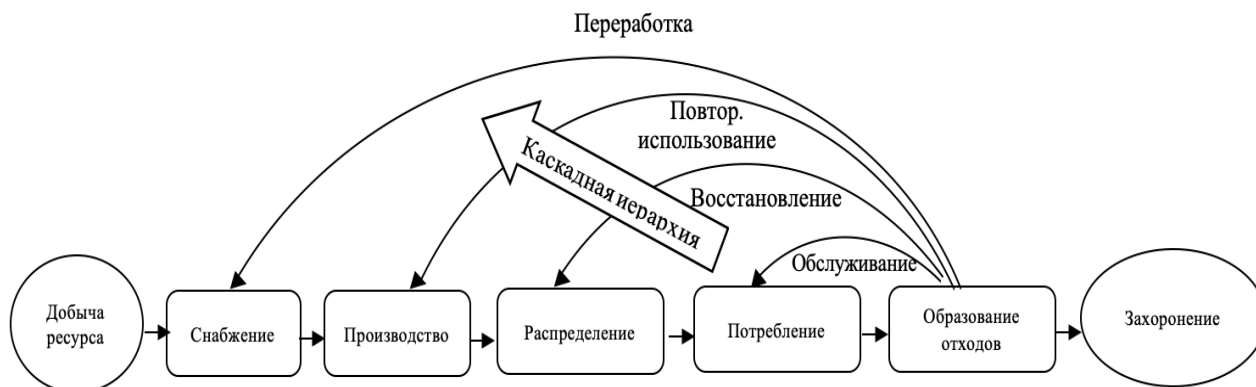 Переработка
Повтор.
использование
Каскадная иерархия
Восстановление
Обслуживание
Добыча
ресурса
Снабжение
Производство
Распределение
Потребление
Образование
отходов
Захоронение